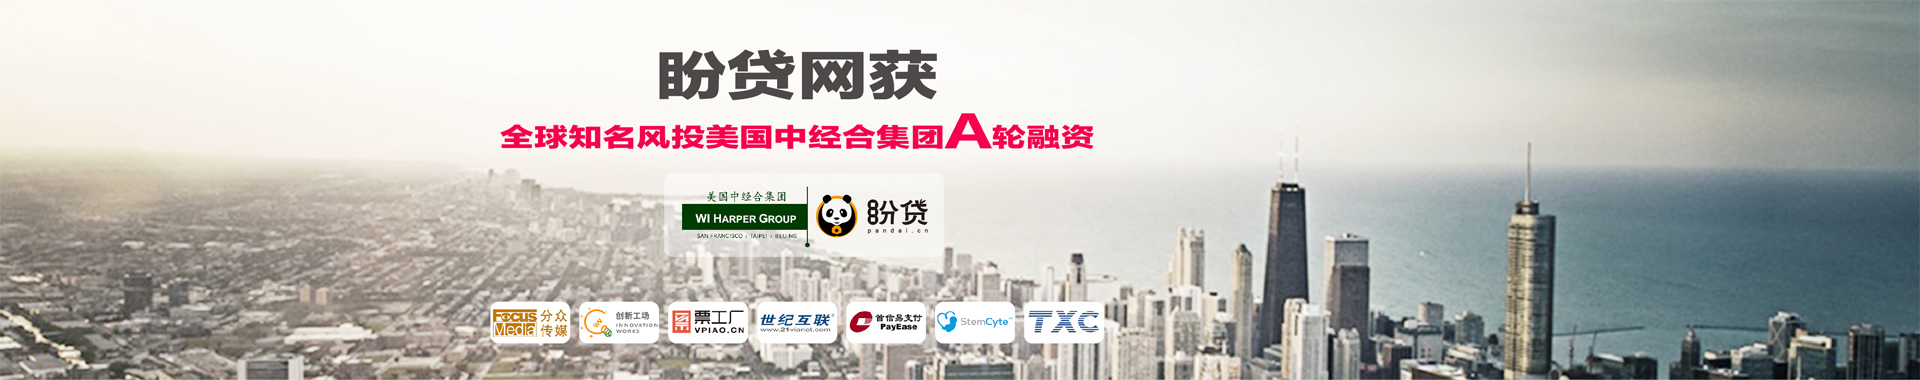 盼贷网获
全球知名风投美国中经合集团A轮融资
美国中经合集团
WI HARPER GROUP
SAN FRANCISCO | TAIPEI | BEIJING
盼贷
pandai.cn
Focus Media 分众传媒
创新工场
INNOVATION WORKS
票 票工厂
VPIAO.CN
世纪互联®
www.21vianet.com
首信易支付
PayEase
StemCyte™
TXC